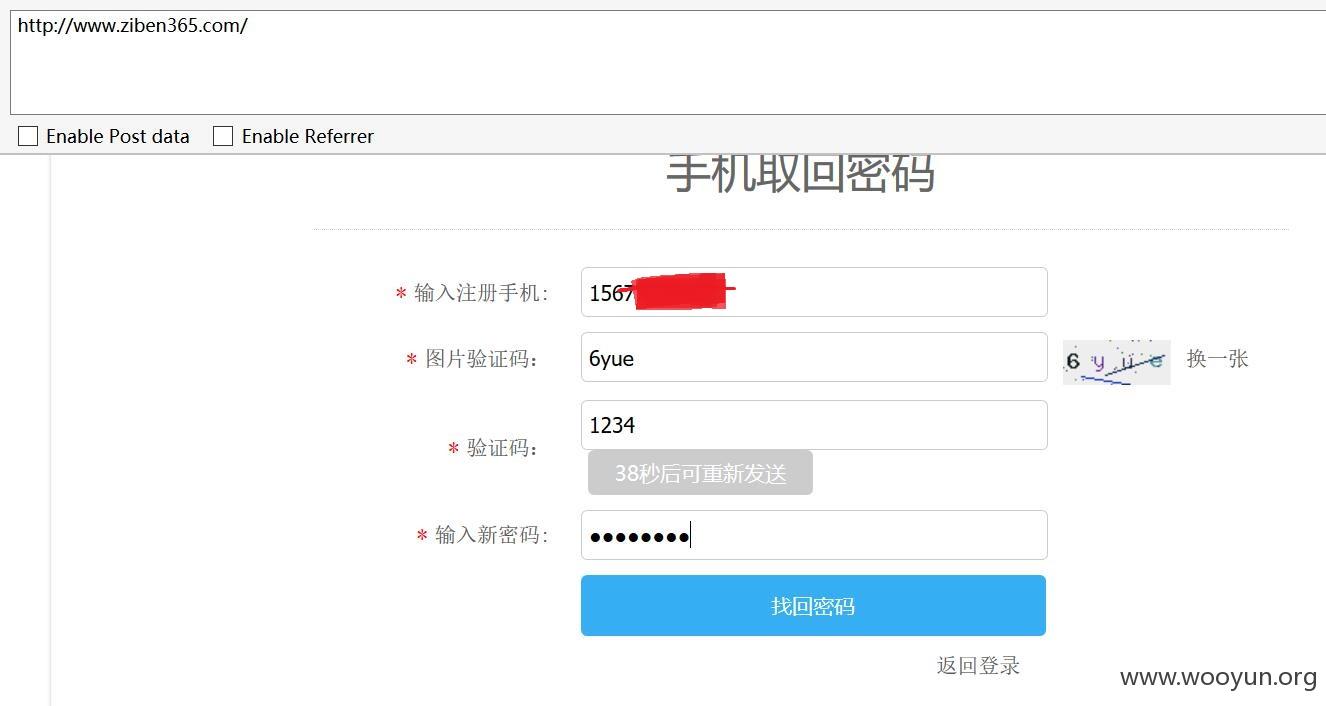 http://www.ziben365.com/
Enable Post data Enable Referrer
手机取回密码
* 输入注册手机: 1567
* 图片验证码: 6yue 6yue 换一张
1234
* 验证码:
38秒后可重新发送
* 输入新密码: ●●●●●●●●
找回密码
返回登录
www.wooyun.org